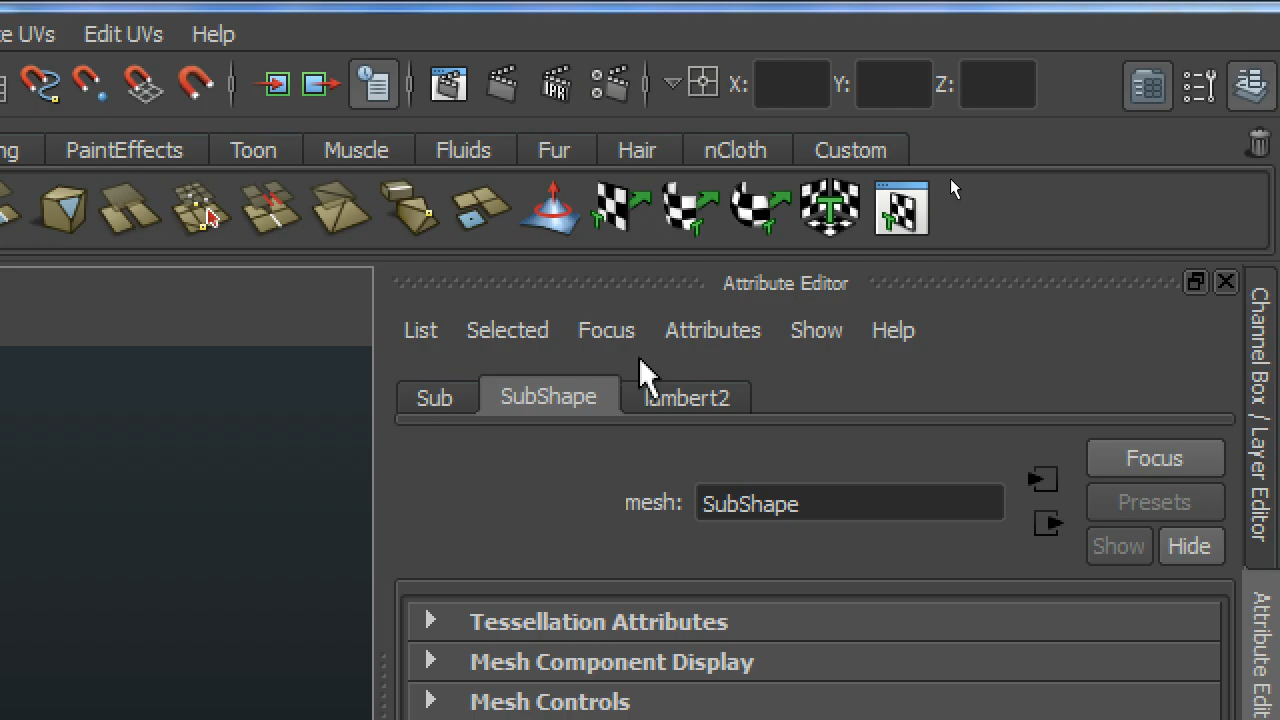 e UVs Edit UVs Help
IPR X: Y: Z:
ng PaintEffects Toon Muscle Fluids Fur Hair nCloth Custom
Attribute Editor
List Selected Focus Attributes Show Help
Sub SubShape lambert2
mesh: SubShape
Focus
Presets
Show Hide
Tessellation Attributes
Mesh Component Display
Mesh Controls
Channel Box / Layer Editor
Attribute Edit